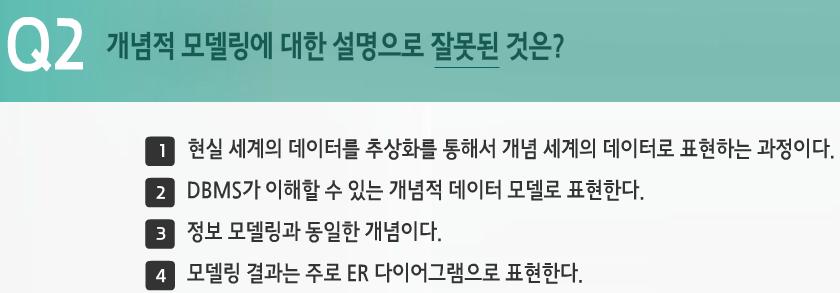 Q2 개념적 모델링에 대한 설명으로 잘못된 것은?
1 현실 세계의 데이터를 추상화를 통해서 개념 세계의 데이터로 표현하는 과정이다.
2 DBMS가 이해할 수 있는 개념적 데이터 모델로 표현한다.
3 정보 모델링과 동일한 개념이다.
4 모델링 결과는 주로 ER 다이어그램으로 표현한다.